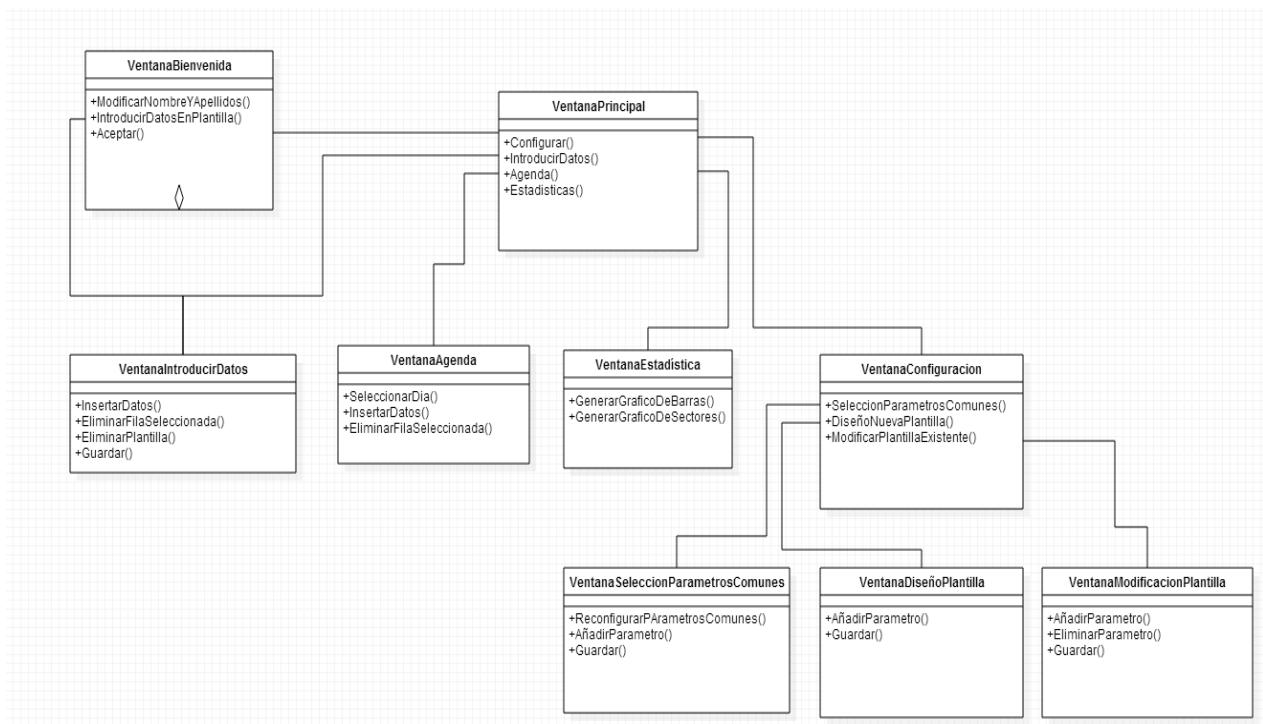 VentanaBienvenida
+ModificarNombreYApellidos()
+IntroducirDatosEnPlantilla()
+Aceptar()
VentanaPrincipal
+Configurar()
+IntroducirDatos()
+Agenda()
+Estadisticas()
VentanaIntroducirDatos
+InsertarDatos()
+EliminarFilaSeleccionada()
+EliminarPlantilla()
+Guardar()
VentanaAgenda
+SeleccionarDia()
+InsertarDatos()
+EliminarFilaSeleccionada()
VentanaEstadística
+GenerarGraficoDeBarras()
+GenerarGraficoDeSectores()
VentanaConfiguracion
+SeleccionParametrosComunes()
+DiseñoNuevaPlantilla()
+ModificarPlantillaExistente()
VentanaSeleccionParametrosComunes
+ReconfigurarPArametrosComunes()
+AñadirParametro()
+Guardar()
VentanaDiseñoPlantilla
+AñadirParametro()
+Guardar()
VentanaModificacionPlantilla
+AñadirParametro()
+EliminarParametro()
+Guardar()